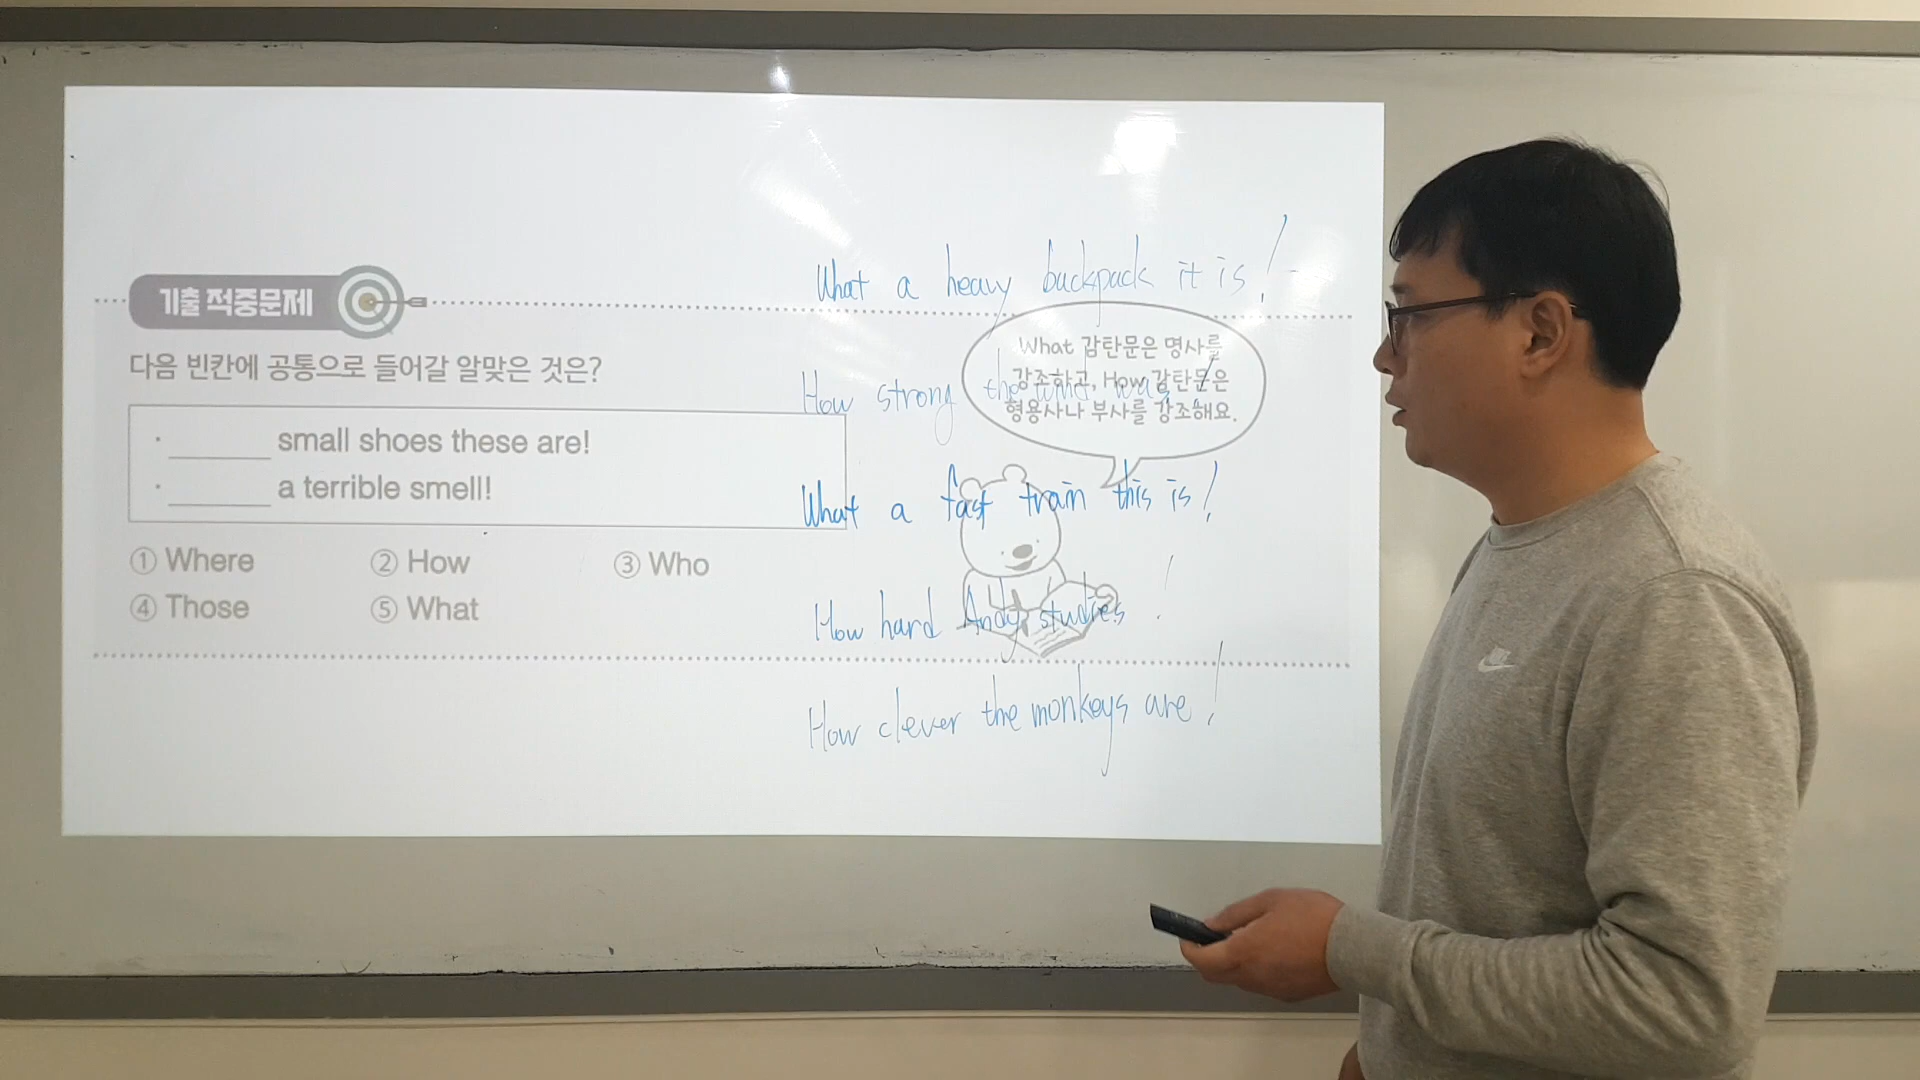 기출 적중문제
다음 빈칸에 공통으로 들어갈 알맞은 것은?
· ______ small shoes these are!
· ______ a terrible smell!
① Where ② How ③ Who
④ Those ⑤ What
What 감탄문은 명사를
강조하고, How 감탄문은
형용사나 부사를 강조해요.
What a heavy backpack it is!
How strong the wind was!
What a fast train this is!
How hard Andy studies!
How clever the monkeys are!